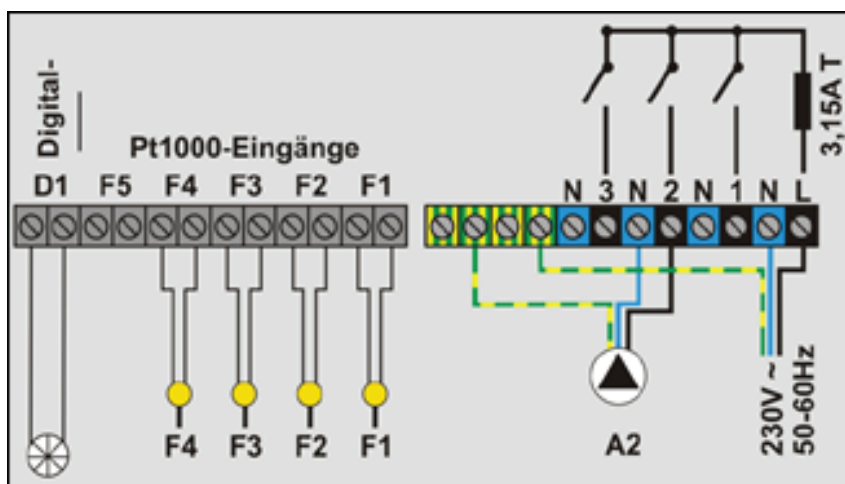 Digital-
Pt1000-Eingänge
D1 F5 F4 F3 F2 F1
N 3 N 2 N 1 N L
3,15A T
F4 F3 F2 F1
A2
230V ~
50-60Hz